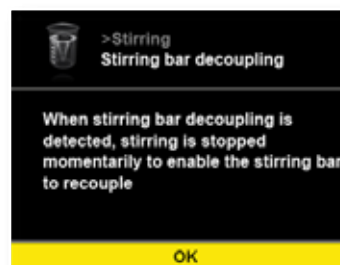 >Stirring
Stirring bar decoupling
When stirring bar decoupling is
detected, stirring is stopped
momentarily to enable the stirring bar
to recouple
OK